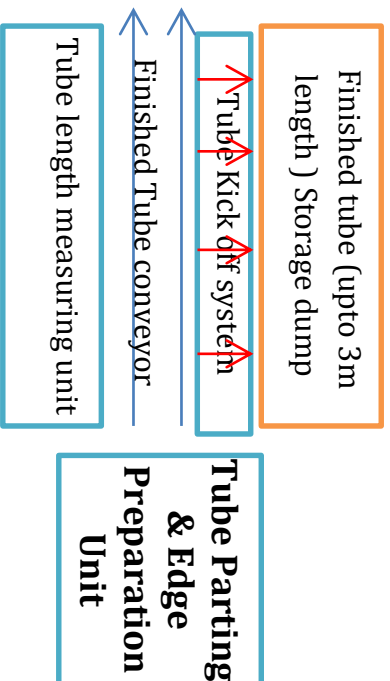 Finished tube (upto 3m
length ) Storage dump
Tube Kick off system
Finished Tube conveyor
Tube length measuring unit
Tube Parting
& Edge
Preparation
Unit